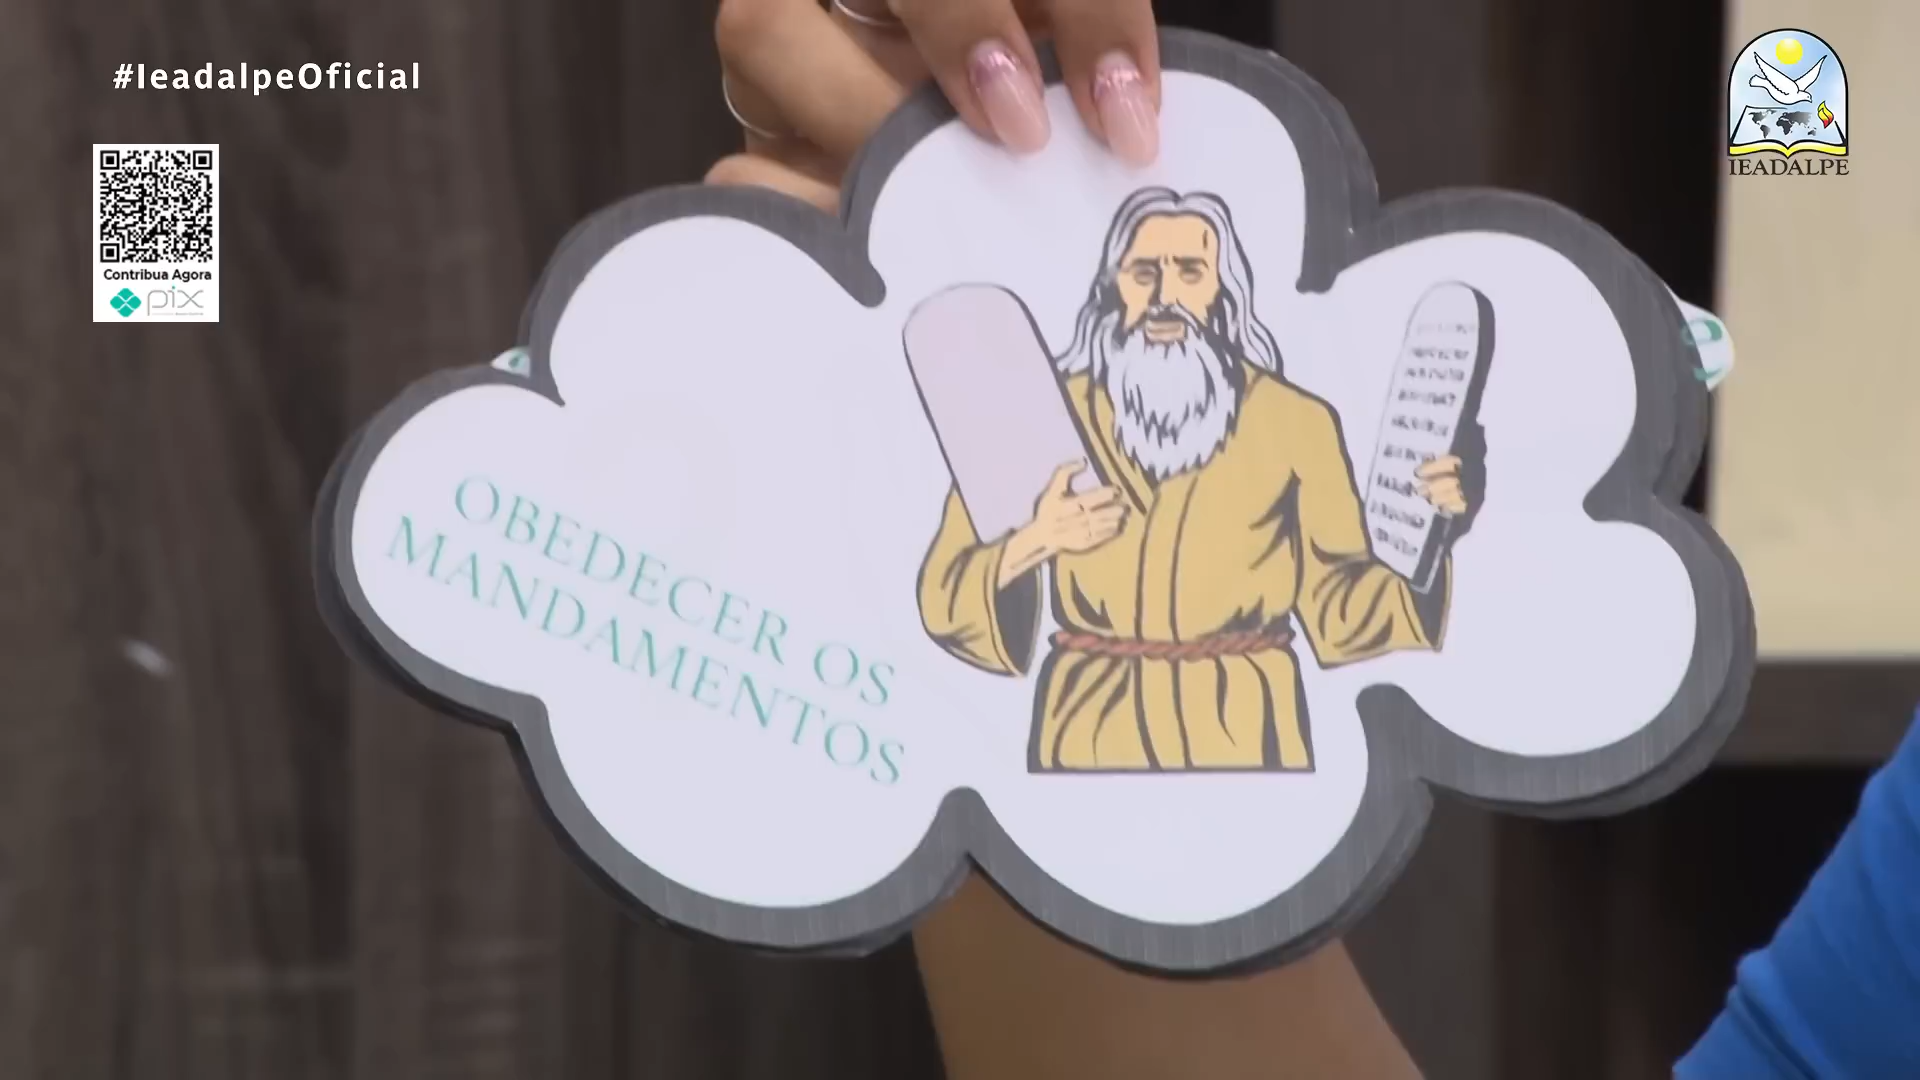 #IeadalpeOficial
Contribua Agora
pix
IEADALPE
OBEDECER OS
MANDAMENTOS